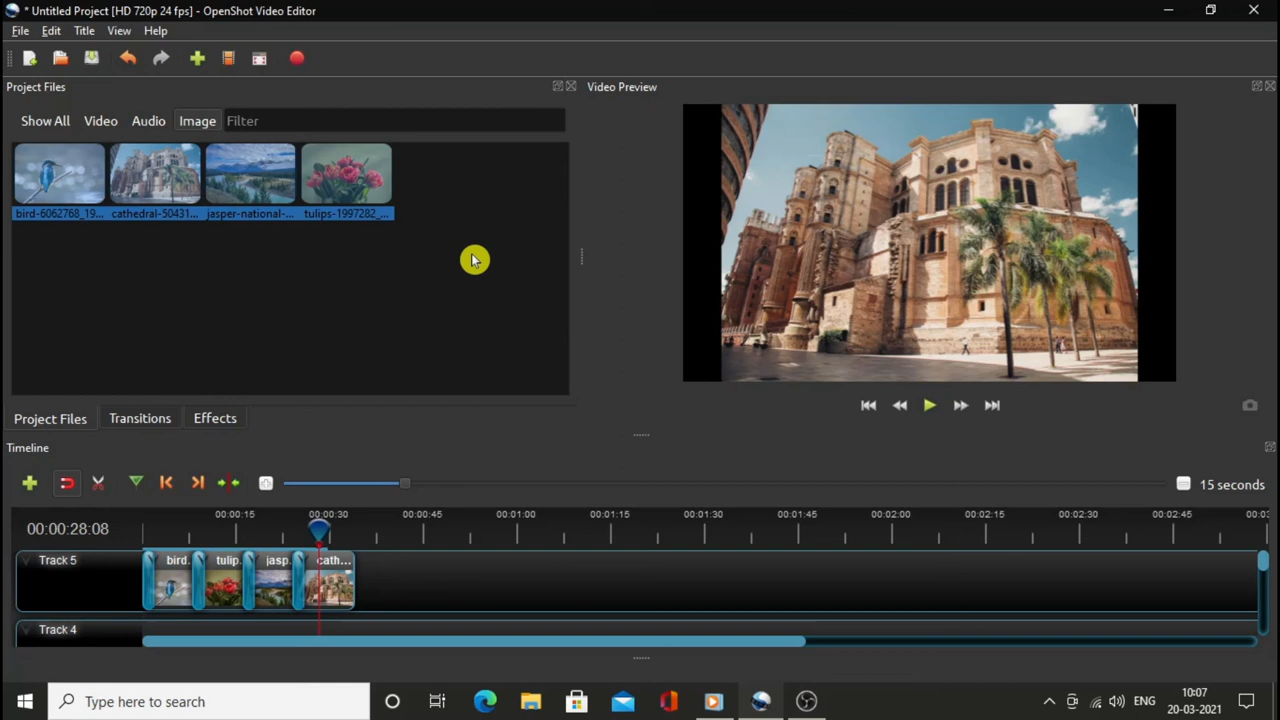 * Untitled Project [HD 720p 24 fps] - OpenShot Video Editor
File Edit Title View Help
Project Files
Video Preview
Show All Video Audio Image Filter
bird-6062768_19... cathedral-50431... jasper-national-... tulips-1997282_...
Project Files Transitions Effects
Timeline
15 seconds
00:00:28:08
00:00:15 00:00:30 00:00:45 00:01:00 00:01:15 00:01:30 00:01:45 00:02:00 00:02:15 00:02:30 00:02:45
Track 5 bird. tulip. jasp. cath...
Track 4
Type here to search
ENG
10:07
20-03-2021